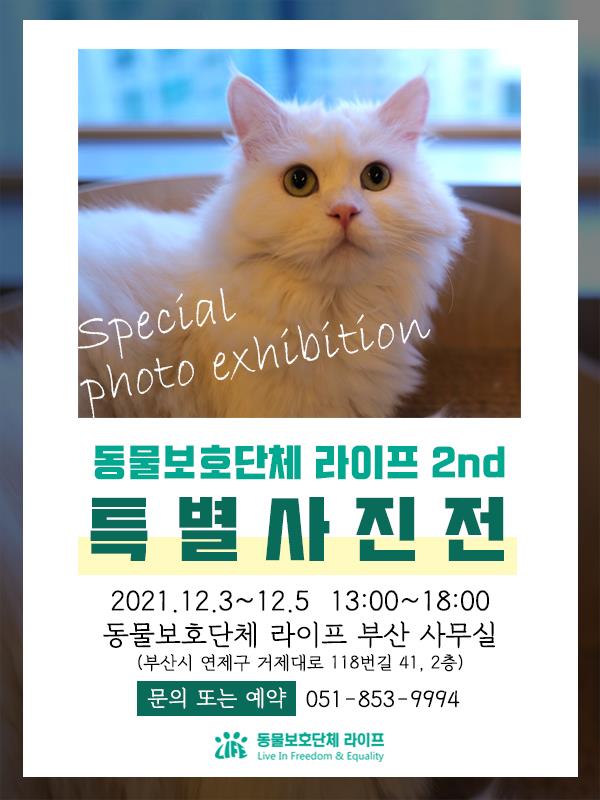 Special
photo exhibition
동물보호단체 라이프 2nd
특별사진전
2021.12.3~12.5 13:00~18:00
동물보호단체 라이프 부산 사무실
(부산시 연제구 거제대로 118번길 41, 2층)
문의 또는 예약 051-853-9994
LIFE 동물보호단체 라이프
Live In Freedom & Equality